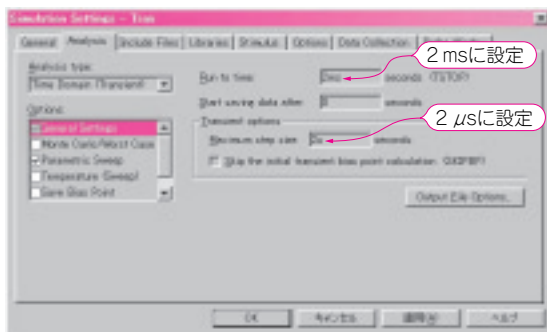 Simulation Settings - Tran
General Analysis Include Files Libraries Stimulus Options Data Collection
2 msに設定
Analysis type:
Time Domain (Transient)
Run to time: 2ms seconds (TSTOP)
Start saving data after: 0 seconds
2 μsに設定
Options:
General Settings
Monte Carlo/Worst Case
Parametric Sweep
Temperature (Sweep)
Save Bias Point
Transient options
Maximum step size: 2u seconds
Skip the initial transient bias point calculation. (SKIPBP)
Output File Options...
OK キャンセル 適用(A) ヘルプ